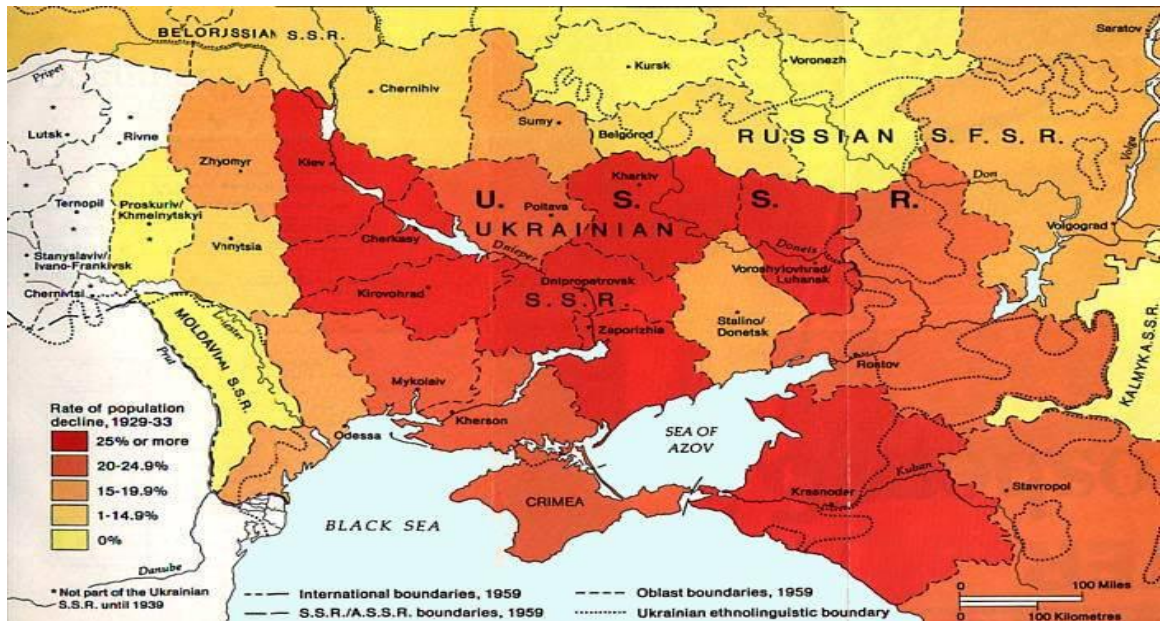 BELORUSSIAN S.S.R.
Saratov
Pripet
Kursk
Voronezh
Chernihiv
Lutsk
Rivne
Sumy
Belgorod
RUSSIAN S.F.S.R.
Volga
Zhyomyr
Kiev
Kharkiv
Don
U. S. S. R.
Ternopil
Proskuriv/
Khmelnytskyi
Poltava
UKRAINIAN
Volgograd
Stanyslaviv/
Ivano-Frankivsk
Vnnytsia
Cherkasy
Dnieper
Donets
Voroshylovhrad/
Luhansk
Chernivtsi
Kirovohrad
Dnipropetrovsk
S.S.R.
Zaporizhia
Stalino/
Donetsk
MOLDAVIAN S.S.R.
Prut
KALMYK A.S.S.R.
Rostov
Mykolaiv
Kherson
Odessa
Rate of population
decline, 1929-33
25% or more
20-24.9%
15-19.9%
1-14.9%
0%
SEA OF
AZOV
Kuban
Krasnodar
Stavropol
CRIMEA
BLACK SEA
Danube
*Not part of the Ukrainian
S.S.R. until 1939
International boundaries, 1959
Oblast boundaries, 1959
S.S.R./A.S.S.R. boundaries, 1959
Ukrainian ethnolinguistic boundary
0 100 Miles
0 100 Kilometres